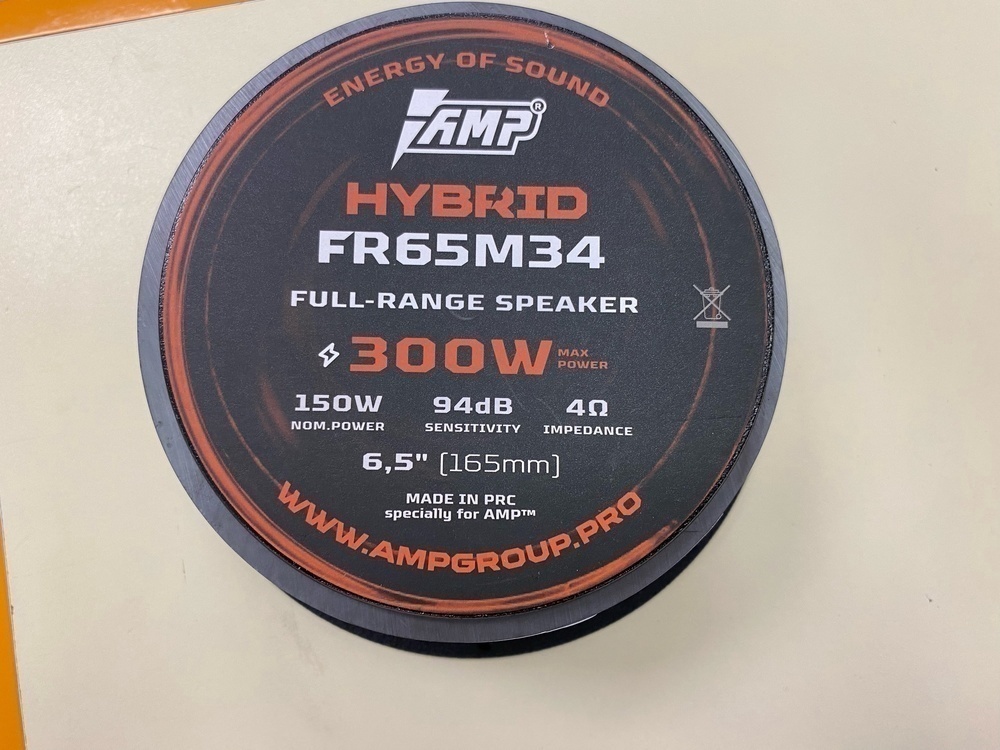 ENERGY OF SOUND
AMP®
HYBRID
FR65M34
FULL-RANGE SPEAKER
300W MAX POWER
150W 94dB 4Ω
NOM.POWER SENSITIVITY IMPEDANCE
6,5" [165mm]
MADE IN PRC
specially for AMP™
WWW.AMPGROUP.PRO